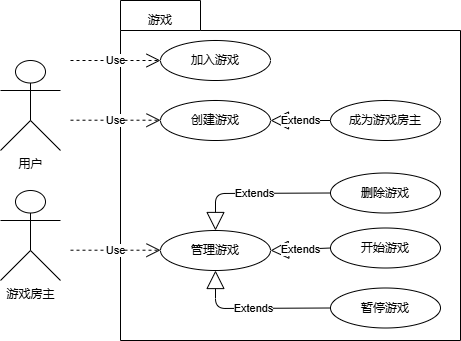 游戏
Use
加入游戏
Use
创建游戏
Extends
成为游戏房主
用户
Extends
删除游戏
Use
管理游戏
Extends
开始游戏
游戏房主
Extends
暂停游戏